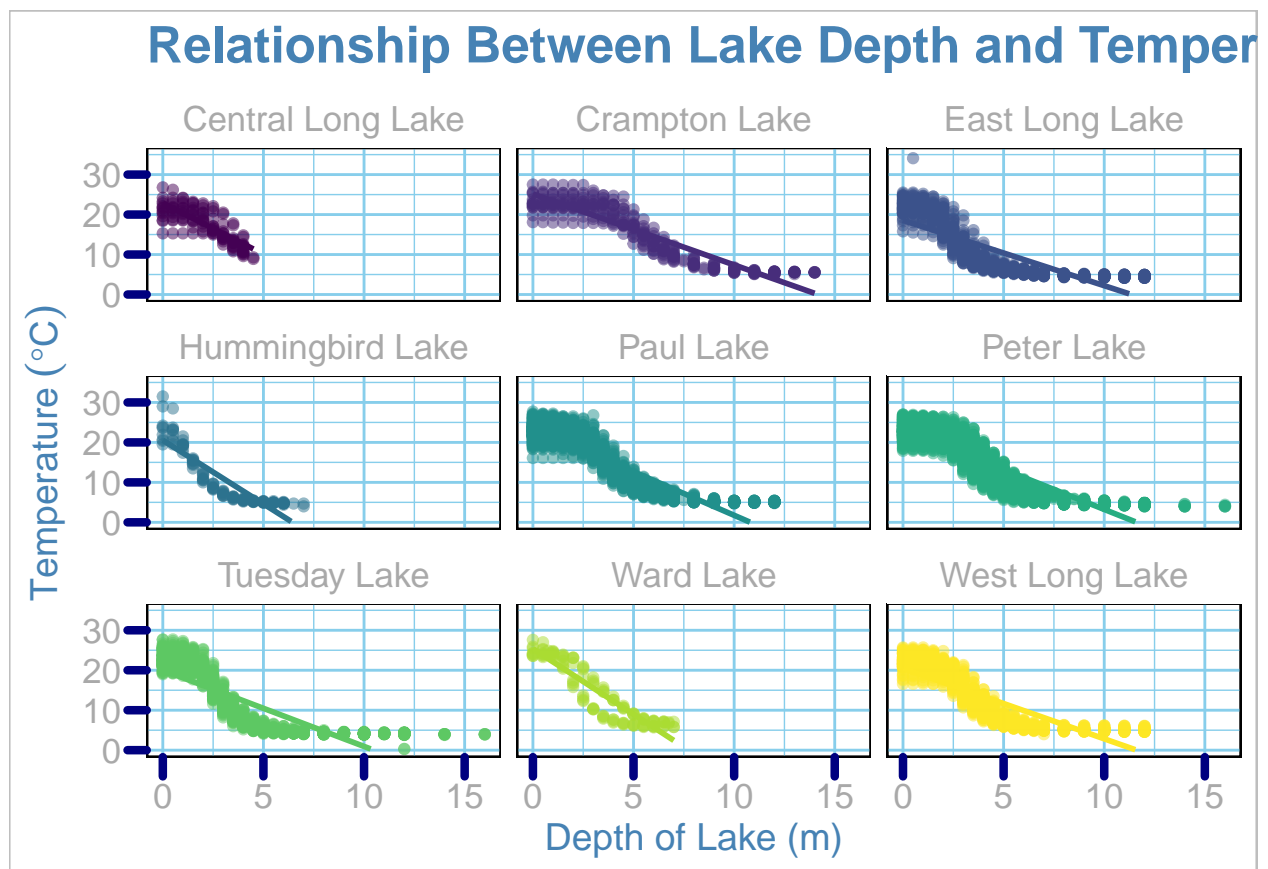 Relationship Between Lake Depth and Temper
Central Long Lake
Crampton Lake
East Long Lake
30
20
10
0
Hummingbird Lake
Paul Lake
Peter Lake
30
20
10
0
Tuesday Lake
Ward Lake
West Long Lake
30
20
10
0
0 5 10 15
0 5 10 15
0 5 10 15
Temperature (°C)
Depth of Lake (m)